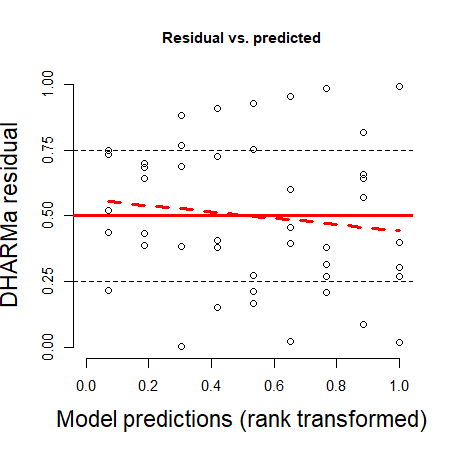 Residual vs. predicted
DHARMa residual
1.00
0.75
0.50
0.25
0.00
0.0 0.2 0.4 0.6 0.8 1.0
Model predictions (rank transformed)